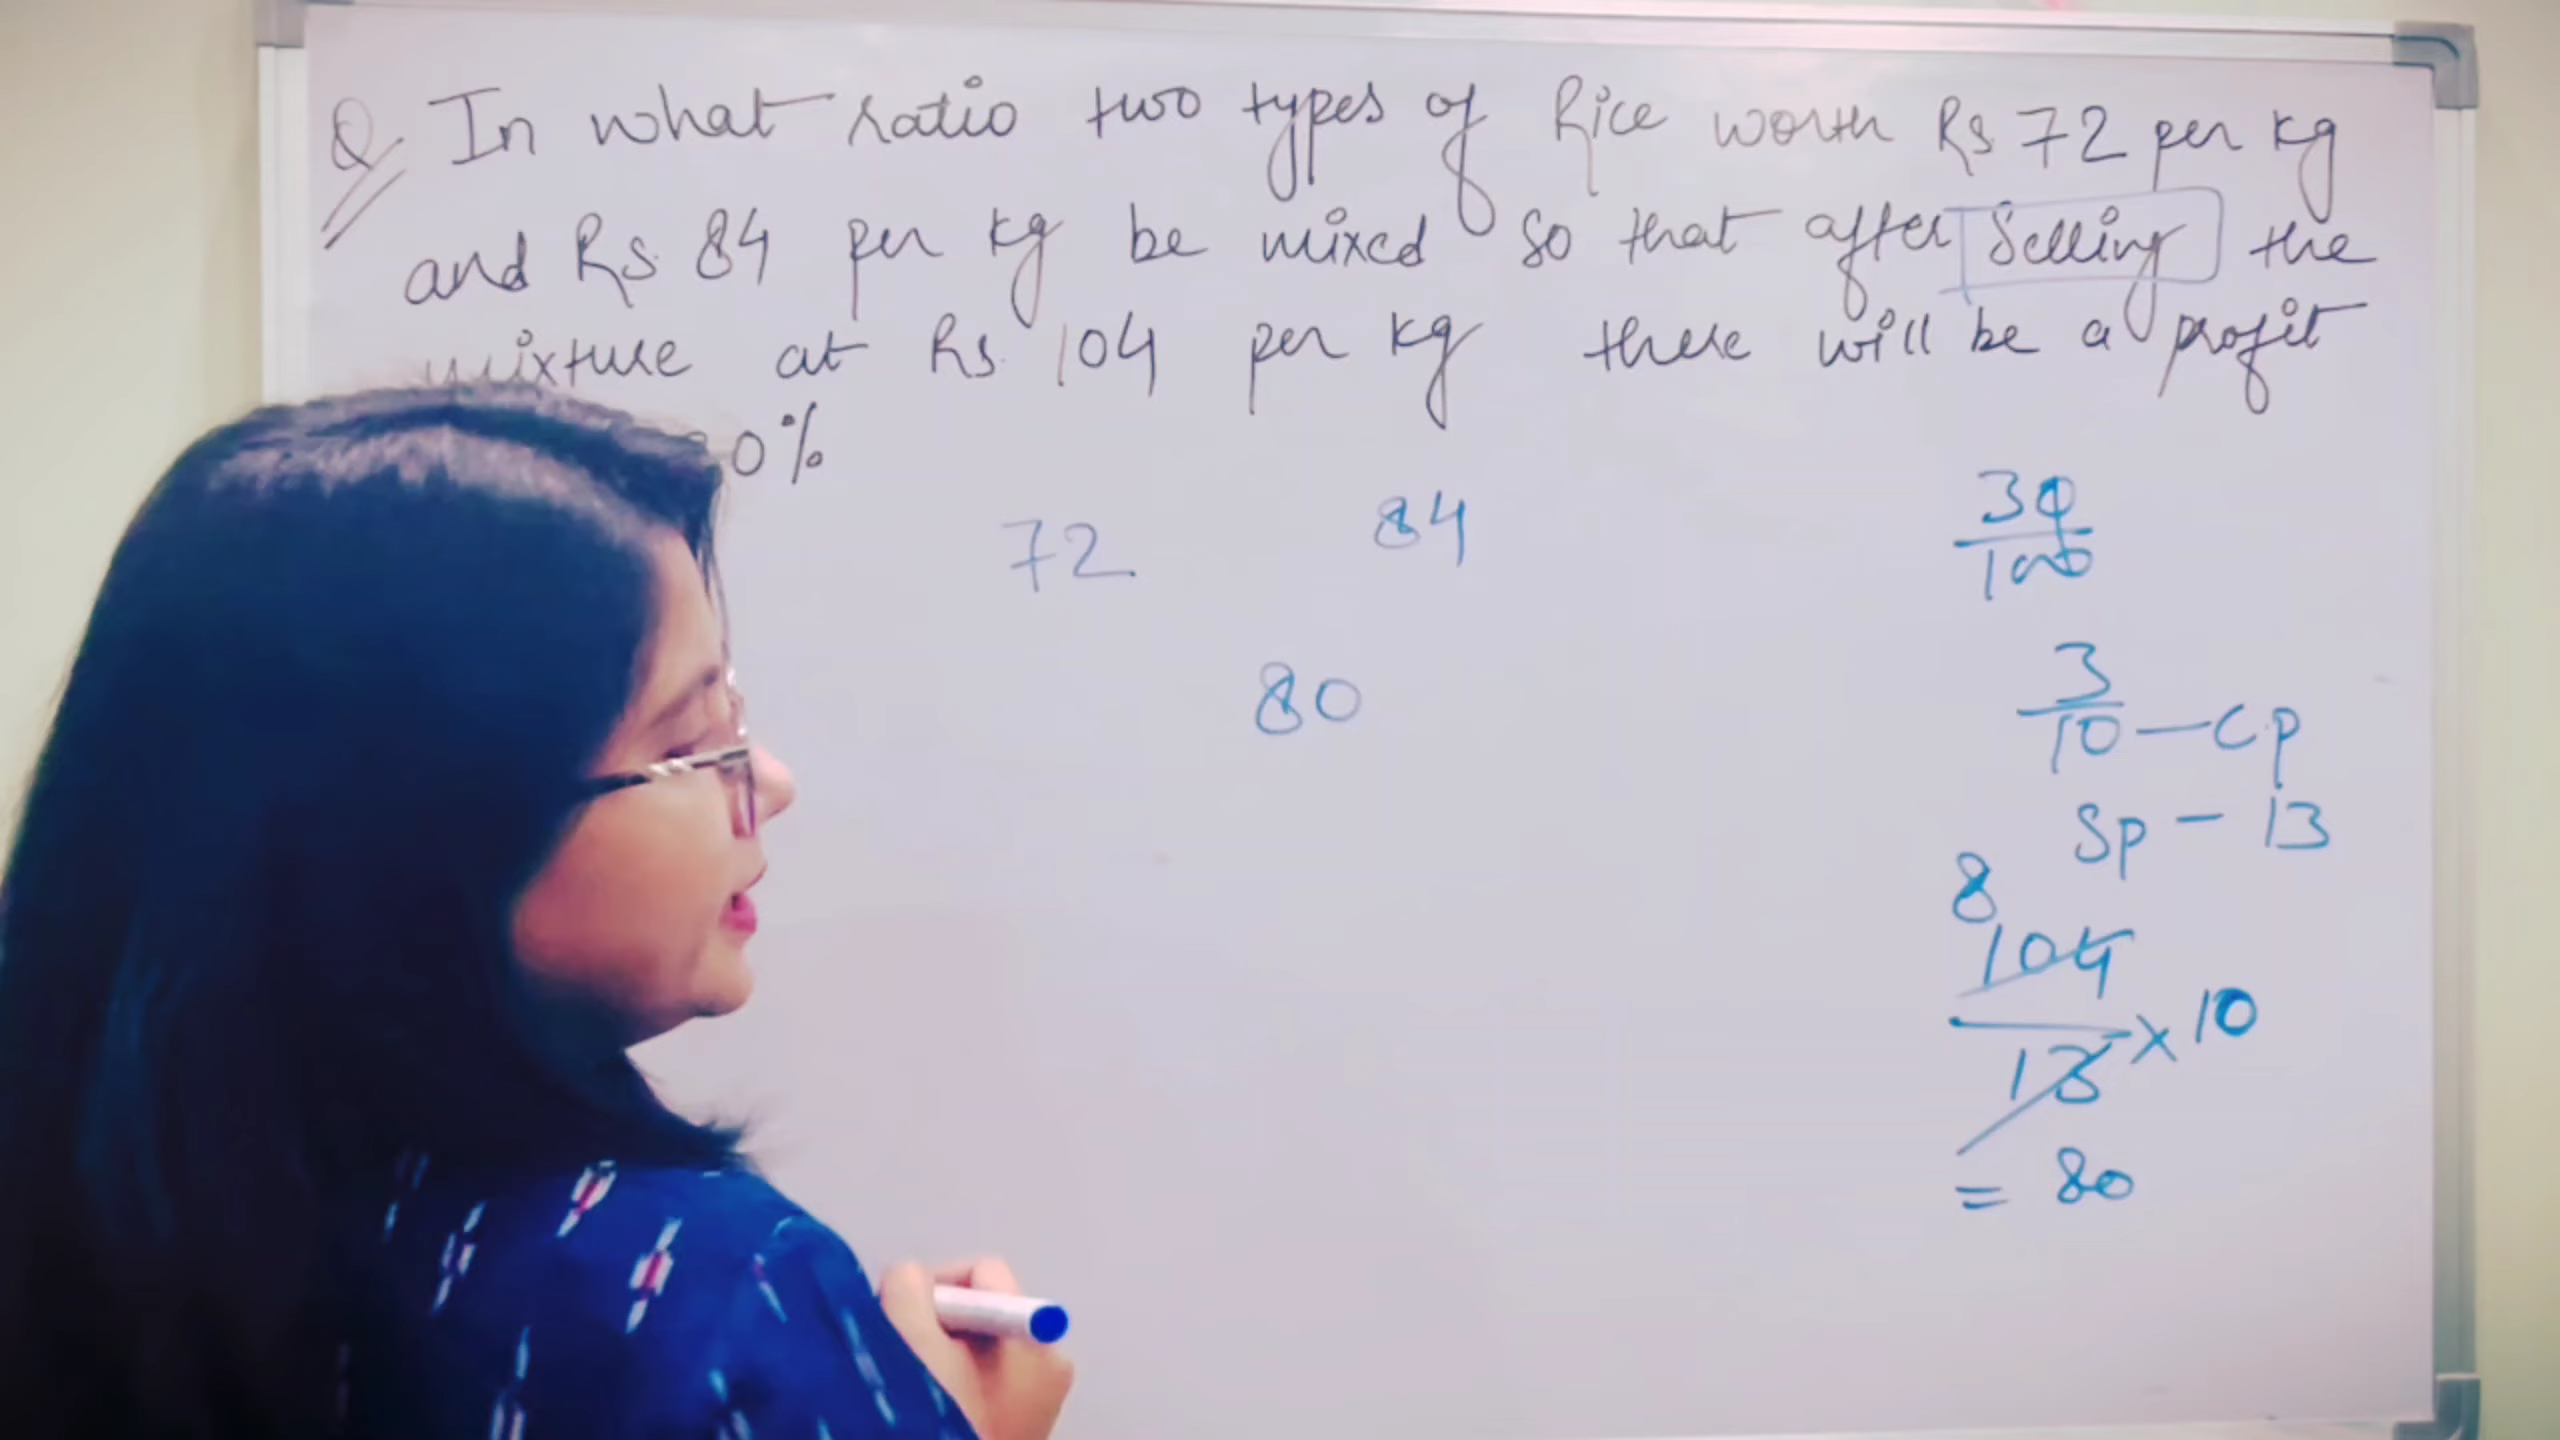 Q In what ratio two types of Rice worth Rs 72 per kg
and Rs. 84 per kg be mixed so that after Selling the
mixture at Rs. 104 per kg there will be a profit
0%
72 84
80
30
100
3
10 - CP
SP - 13
8
104
13 × 10
= 80